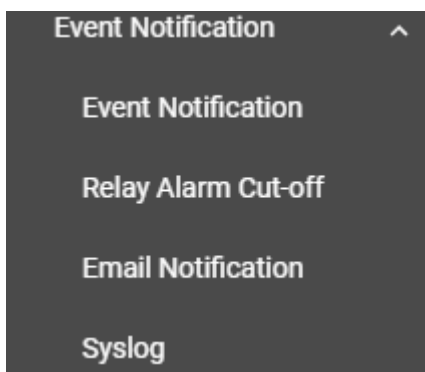 Event Notification
Event Notification
Relay Alarm Cut-off
Email Notification
Syslog